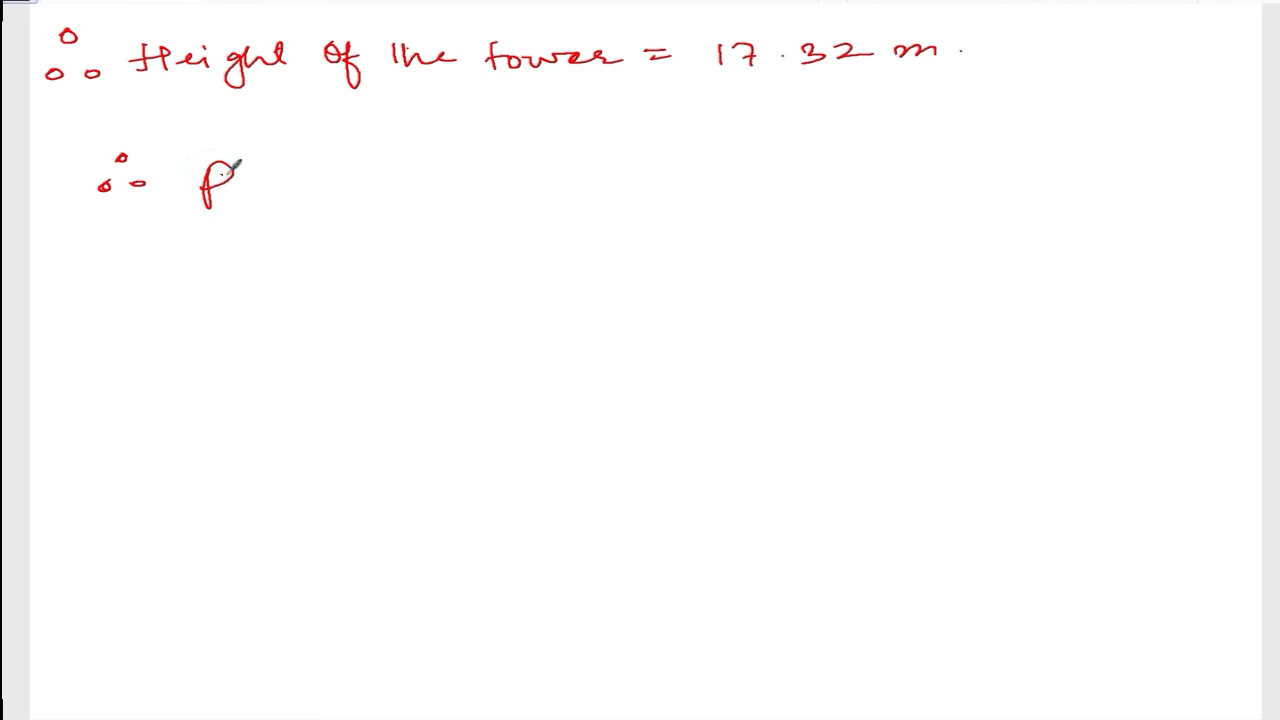 ∴ Height of the tower = 17.32 m.
∴ P